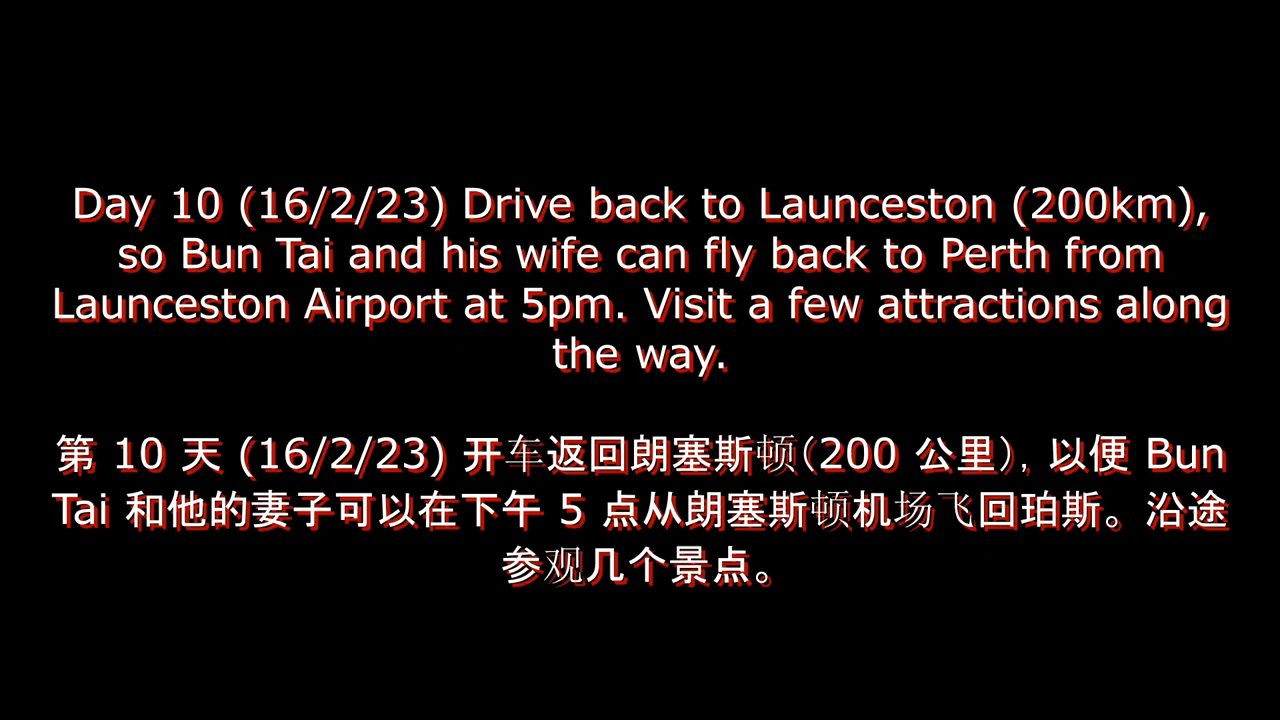 Day 10 (16/2/23) Drive back to Launceston (200km),
so Bun Tai and his wife can fly back to Perth from
Launceston Airport at 5pm. Visit a few attractions along
the way.
第 10 天 (16/2/23) 开车返回朗塞斯顿(200 公里), 以便 Bun
Tai 和他的妻子可以在下午 5 点从朗塞斯顿机场飞回珀斯。沿途
参观几个景点。